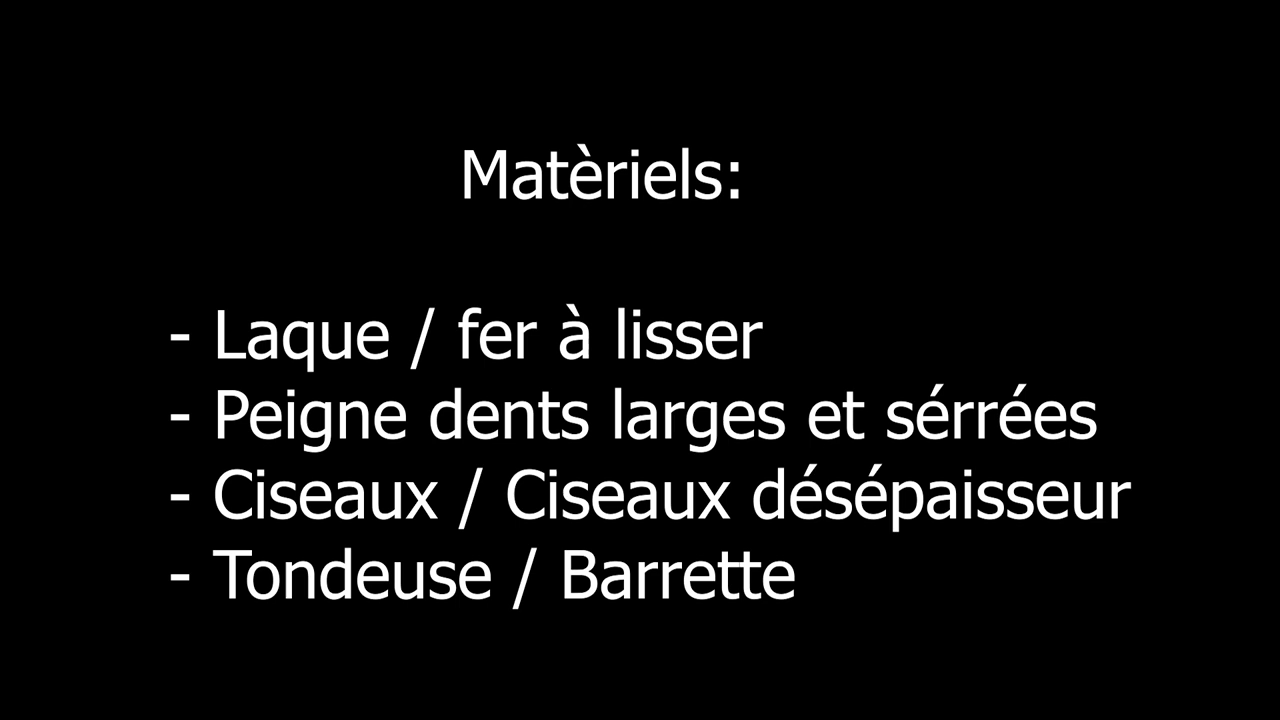 Matèriels:
- Laque / fer à lisser
- Peigne dents larges et sérrées
- Ciseaux / Ciseaux désépaisseur
- Tondeuse / Barrette